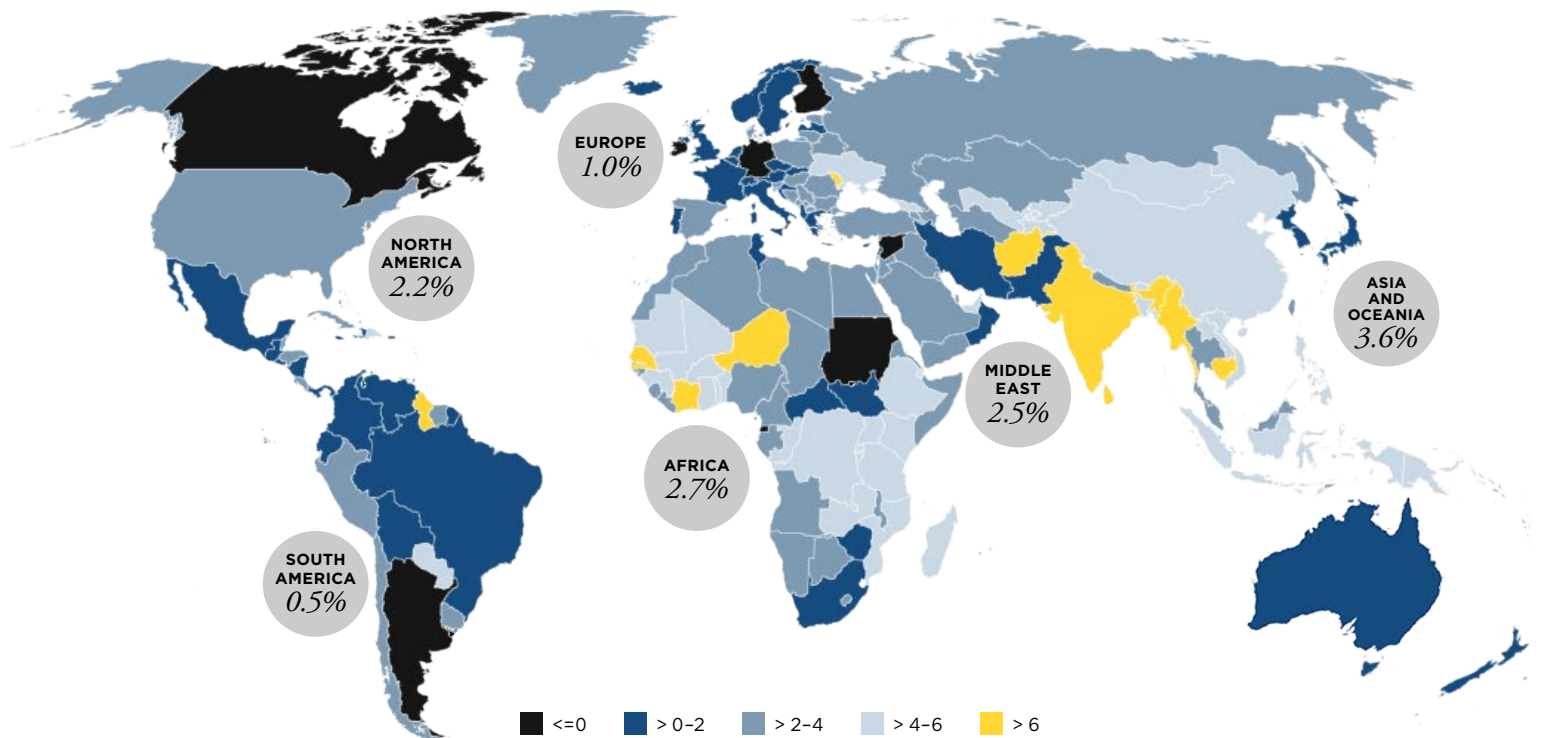 EUROPE
1.0%
NORTH
AMERICA
2.2%
ASIA
AND
OCEANIA
3.6%
MIDDLE
EAST
2.5%
AFRICA
2.7%
SOUTH
AMERICA
0.5%
<=0
> 0–2
> 2–4
> 4–6
> 6